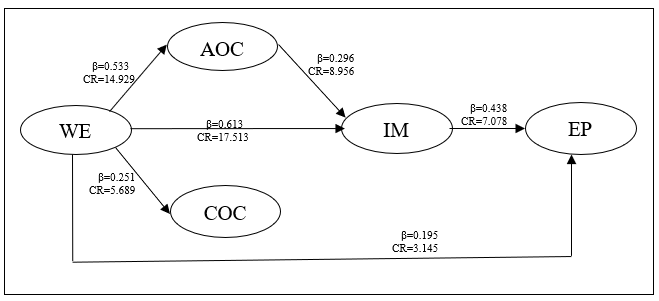 AOC
β=0.533
CR=14.929
β=0.296
CR=8.956
WE
β=0.613
CR=17.513
IM
β=0.438
CR=7.078
EP
β=0.251
CR=5.689
COC
β=0.195
CR=3.145